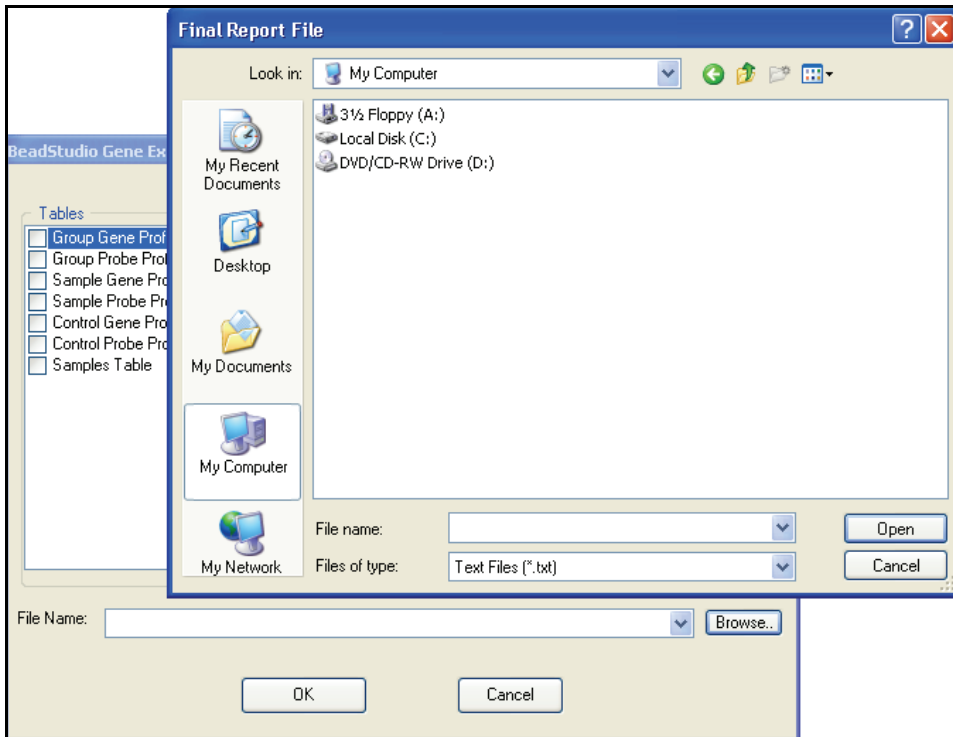 Final Report File
Look in:
My Computer
3½ Floppy (A:)
Local Disk (C:)
DVD/CD-RW Drive (D:)
My Recent
Documents
Desktop
My Documents
My Computer
My Network
File name:
Open
Files of type:
Text Files (*.txt)
Cancel
BeadStudio Gene Ex
Tables
Group Gene Prof
Group Probe Prof
Sample Gene Pro
Sample Probe Pr
Control Gene Pro
Control Probe Pro
Samples Table
File Name:
Browse..
OK
Cancel